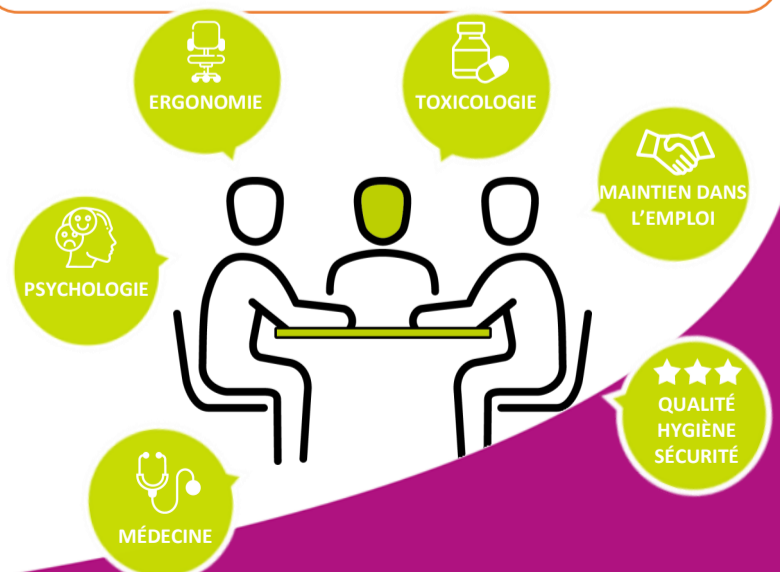 ERGONOMIE
TOXICOLOGIE
MAINTIEN DANS
L'EMPLOI
PSYCHOLOGIE
QUALITÉ
HYGIÈNE
SÉCURITÉ
MÉDECINE